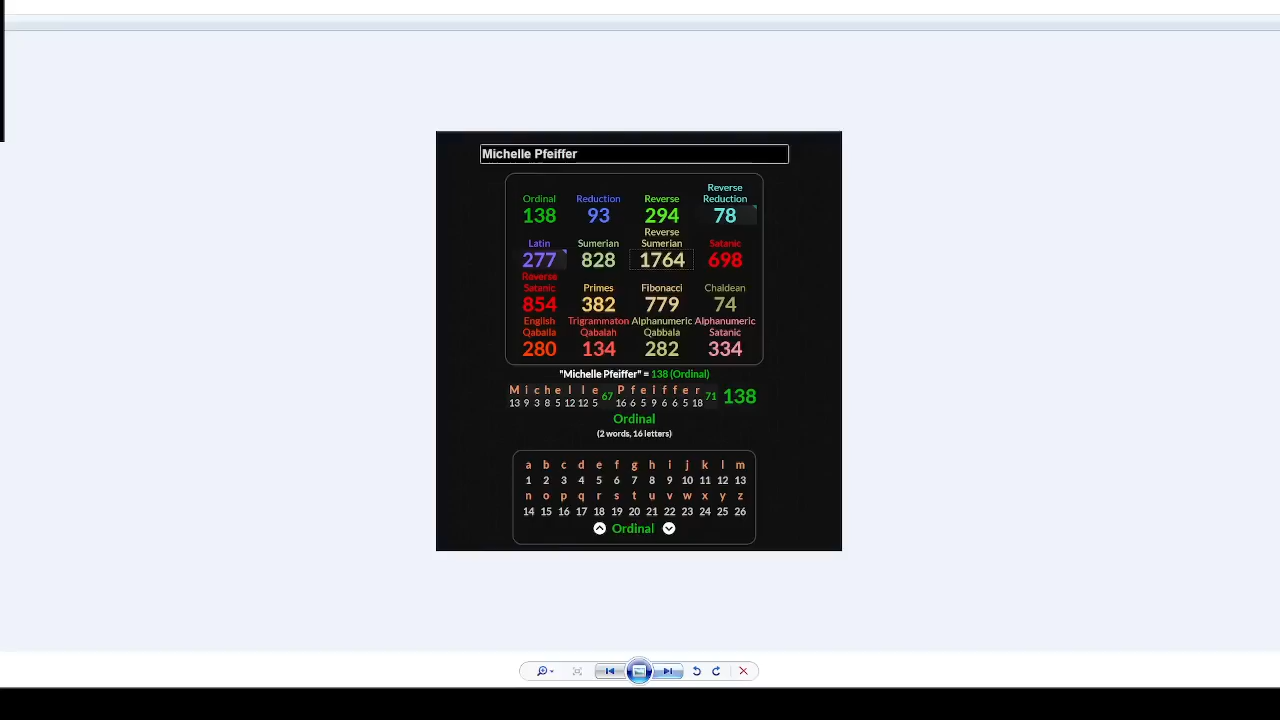 Michelle Pfeiffer
Ordinal Reduction Reverse Reverse Reduction
138 93 294 78
Latin Sumerian Reverse Sumerian Satanic
277 828 1764 698
Reverse Satanic Primes Fibonacci Chaldean
854 382 779 74
English Qaballa Trigrammaton Qabalah Alphanumeric Qabbala Alphanumeric Satanic
280 134 282 334
"Michelle Pfeiffer" = 138 (Ordinal)
M i c h e l l e 67 P f e i f f e r 71 138
13 9 3 8 5 12 12 5 16 6 5 9 6 6 5 18
Ordinal
(2 words, 16 letters)
a b c d e f g h i j k l m
1 2 3 4 5 6 7 8 9 10 11 12 13
n o p q r s t u v w x y z
14 15 16 17 18 19 20 21 22 23 24 25 26
Ordinal